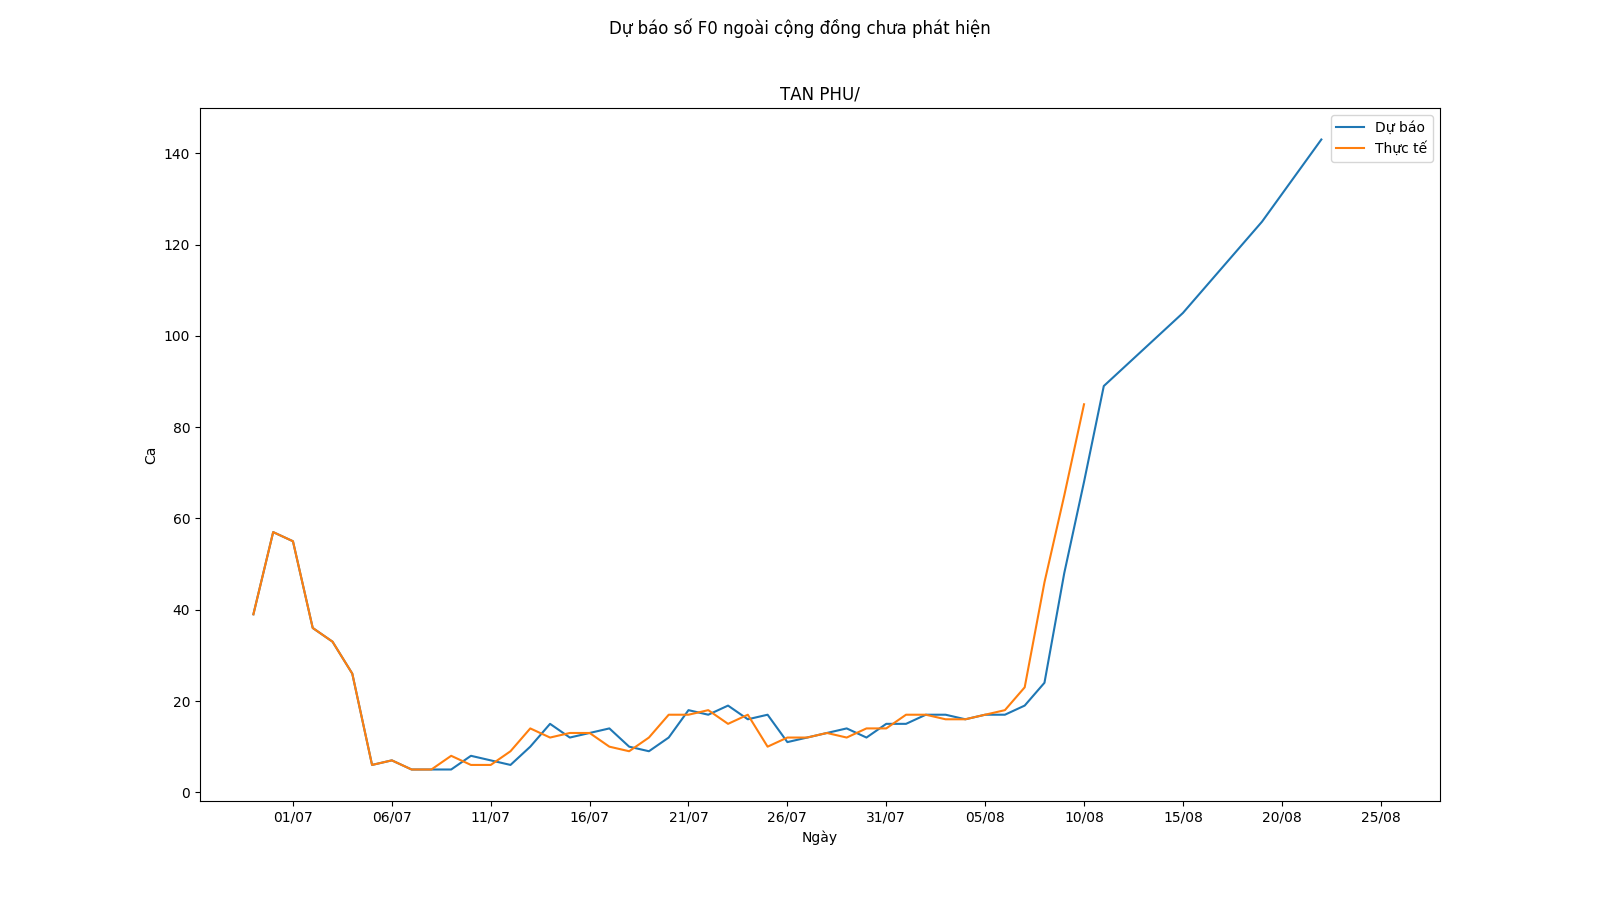 Dự báo số F0 ngoài cộng đồng chưa phát hiện
TAN PHU/
Dự báo
Thực tế
140
120
100
80
60
40
20
0
Ca
01/07 06/07 11/07 16/07 21/07 26/07 31/07 05/08 10/08 15/08 20/08 25/08
Ngày